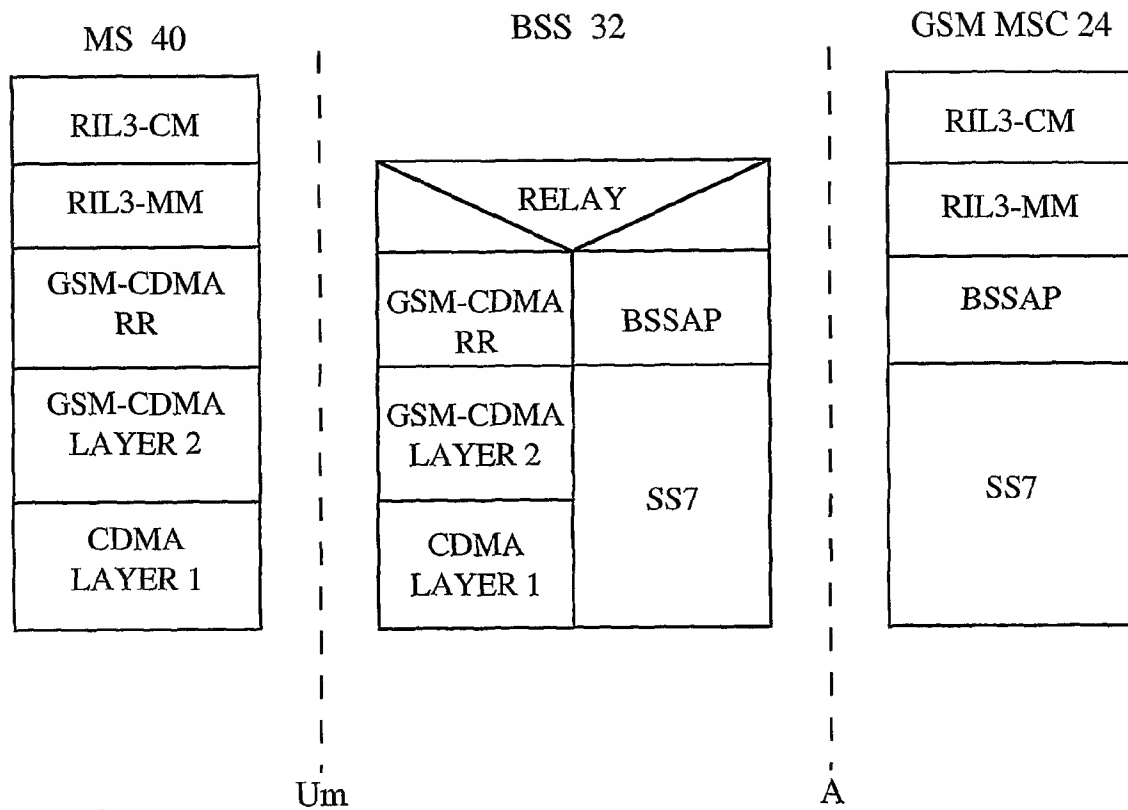 MS 40
BSS 32
GSM MSC 24
RIL3-CM
RIL3-MM
GSM-CDMA
RR
GSM-CDMA
LAYER 2
CDMA
LAYER 1
RELAY
GSM-CDMA
RR
BSSAP
GSM-CDMA
LAYER 2
SS7
CDMA
LAYER 1
RIL3-CM
RIL3-MM
BSSAP
SS7
Um
A